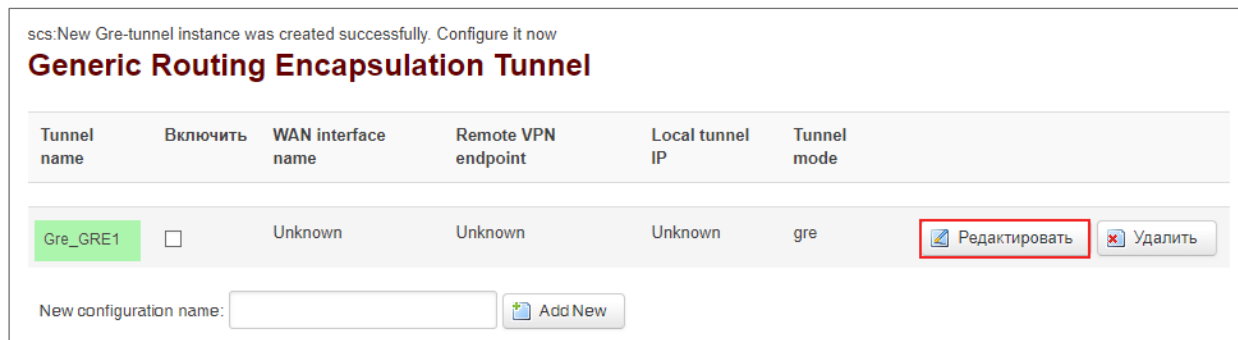 scs:New Gre-tunnel instance was created successfully. Configure it now
Generic Routing Encapsulation Tunnel
Tunnel name Включить WAN interface name Remote VPN endpoint Local tunnel IP Tunnel mode
Gre_GRE1 Unknown Unknown Unknown gre Редактировать Удалить
New configuration name: Add New